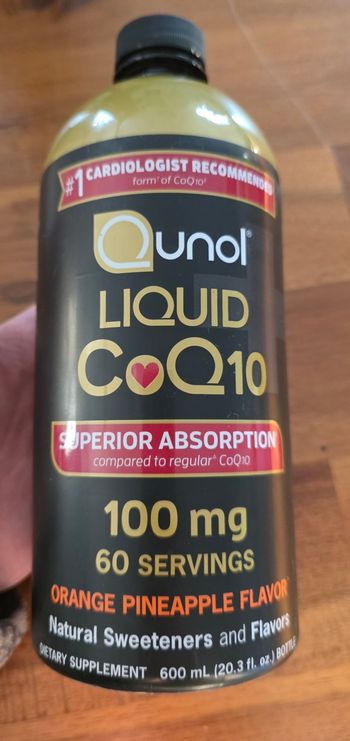 #1 CARDIOLOGIST RECOMMENDED
form† of CoQ10‡
Qunol®
LIQUID
CoQ10
SUPERIOR ABSORPTION
compared to regular^ CoQ10
100 mg
60 SERVINGS
ORANGE PINEAPPLE FLAVOR
Natural Sweeteners and Flavors
DIETARY SUPPLEMENT 600 mL (20.3 fl. oz.) BOTTLE